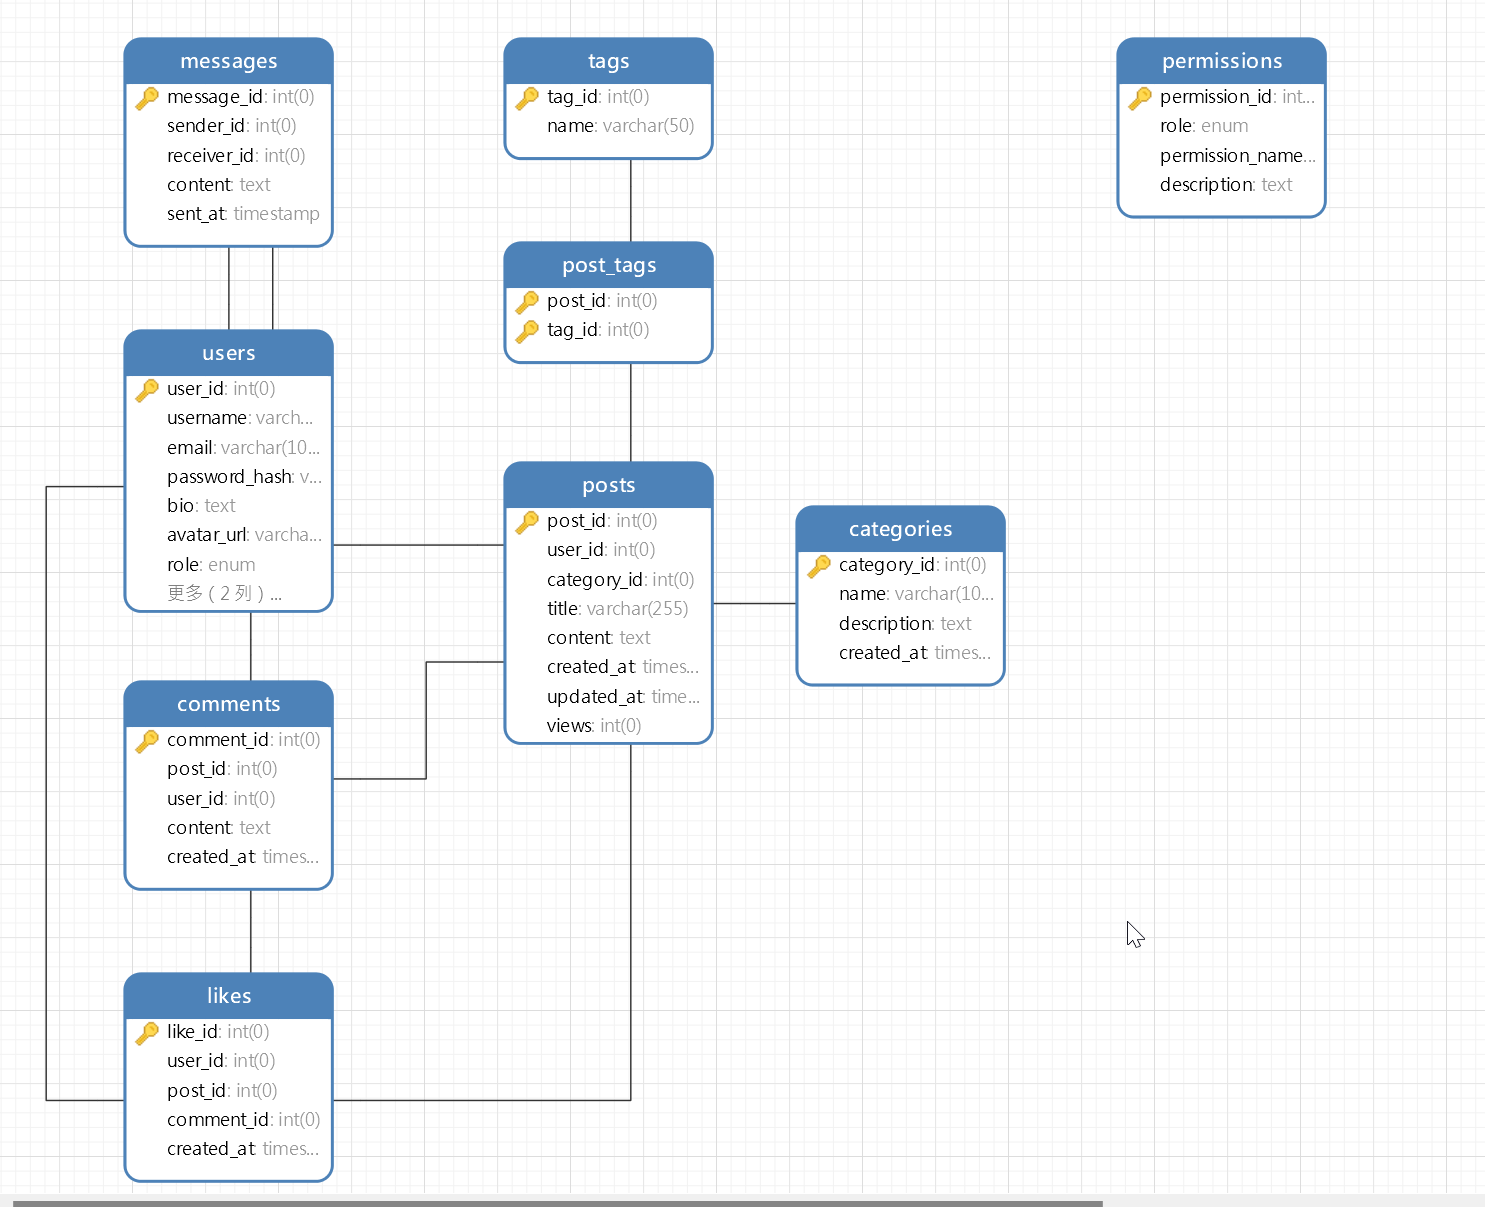 messages
message_id: int(0)
sender_id: int(0)
receiver_id: int(0)
content: text
sent_at: timestamp
tags
tag_id: int(0)
name: varchar(50)
permissions
permission_id: int...
role: enum
permission_name...
description: text
post_tags
post_id: int(0)
tag_id: int(0)
users
user_id: int(0)
username: varch...
email: varchar(10...
password_hash: v...
bio: text
avatar_url: varcha...
role: enum
更多 ( 2 列 ) ...
posts
post_id: int(0)
user_id: int(0)
category_id: int(0)
title: varchar(255)
content: text
created_at: times...
updated_at: time...
views: int(0)
categories
category_id: int(0)
name: varchar(10...
description: text
created_at: times...
comments
comment_id: int(0)
post_id: int(0)
user_id: int(0)
content: text
created_at: times...
likes
like_id: int(0)
user_id: int(0)
post_id: int(0)
comment_id: int(0)
created_at: times...